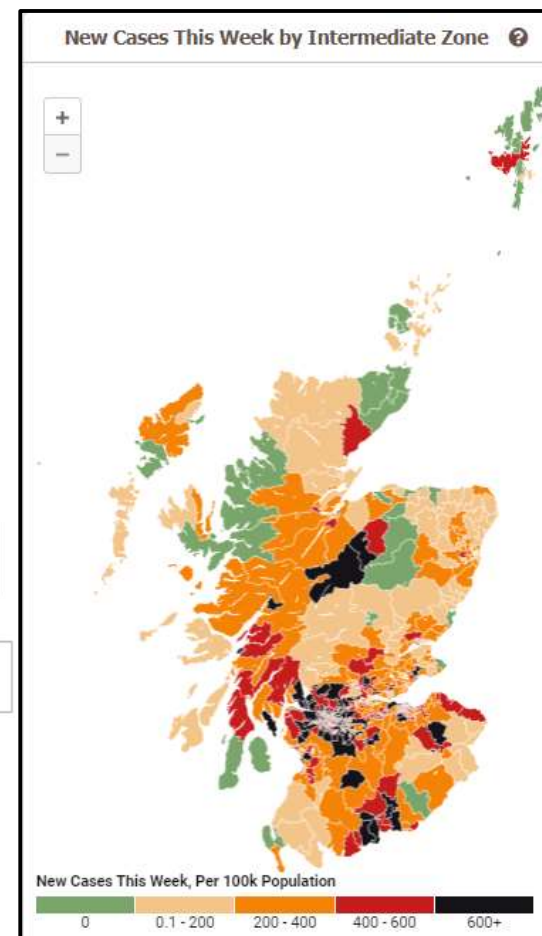 New Cases This Week by Intermediate Zone ?
+
−
New Cases This Week, Per 100k Population
0 0.1 - 200 200 - 400 400 - 600 600+